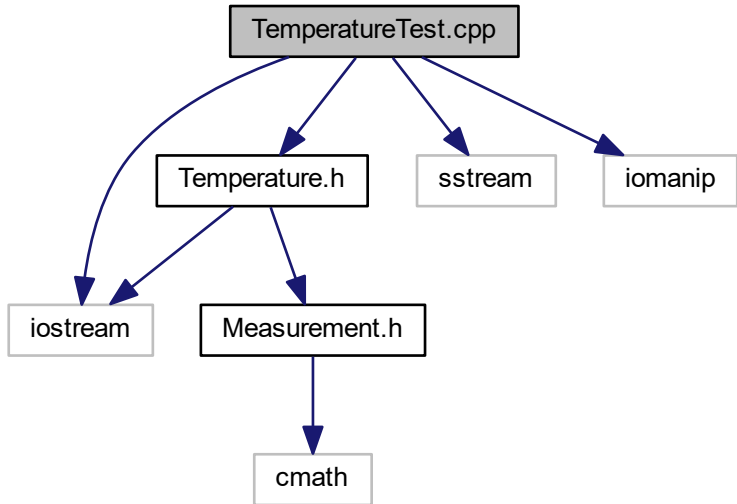 TemperatureTest.cpp
Temperature.h
sstream
iomanip
iostream
Measurement.h
cmath